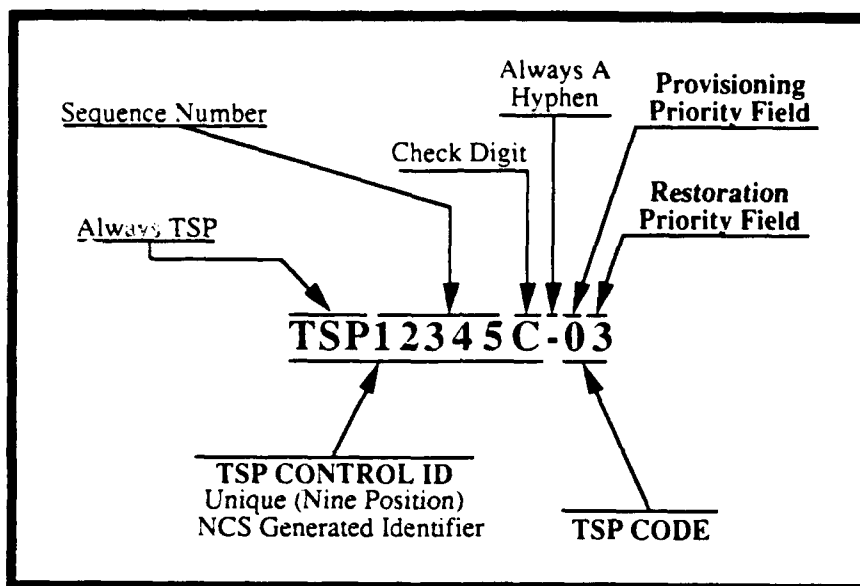 Always A
Hyphen
Provisioning
Priority Field
Sequence Number
Check Digit
Restoration
Priority Field
Always TSP
TSP12345C-03
TSP CONTROL ID
Unique (Nine Position)
NCS Generated Identifier
TSP CODE